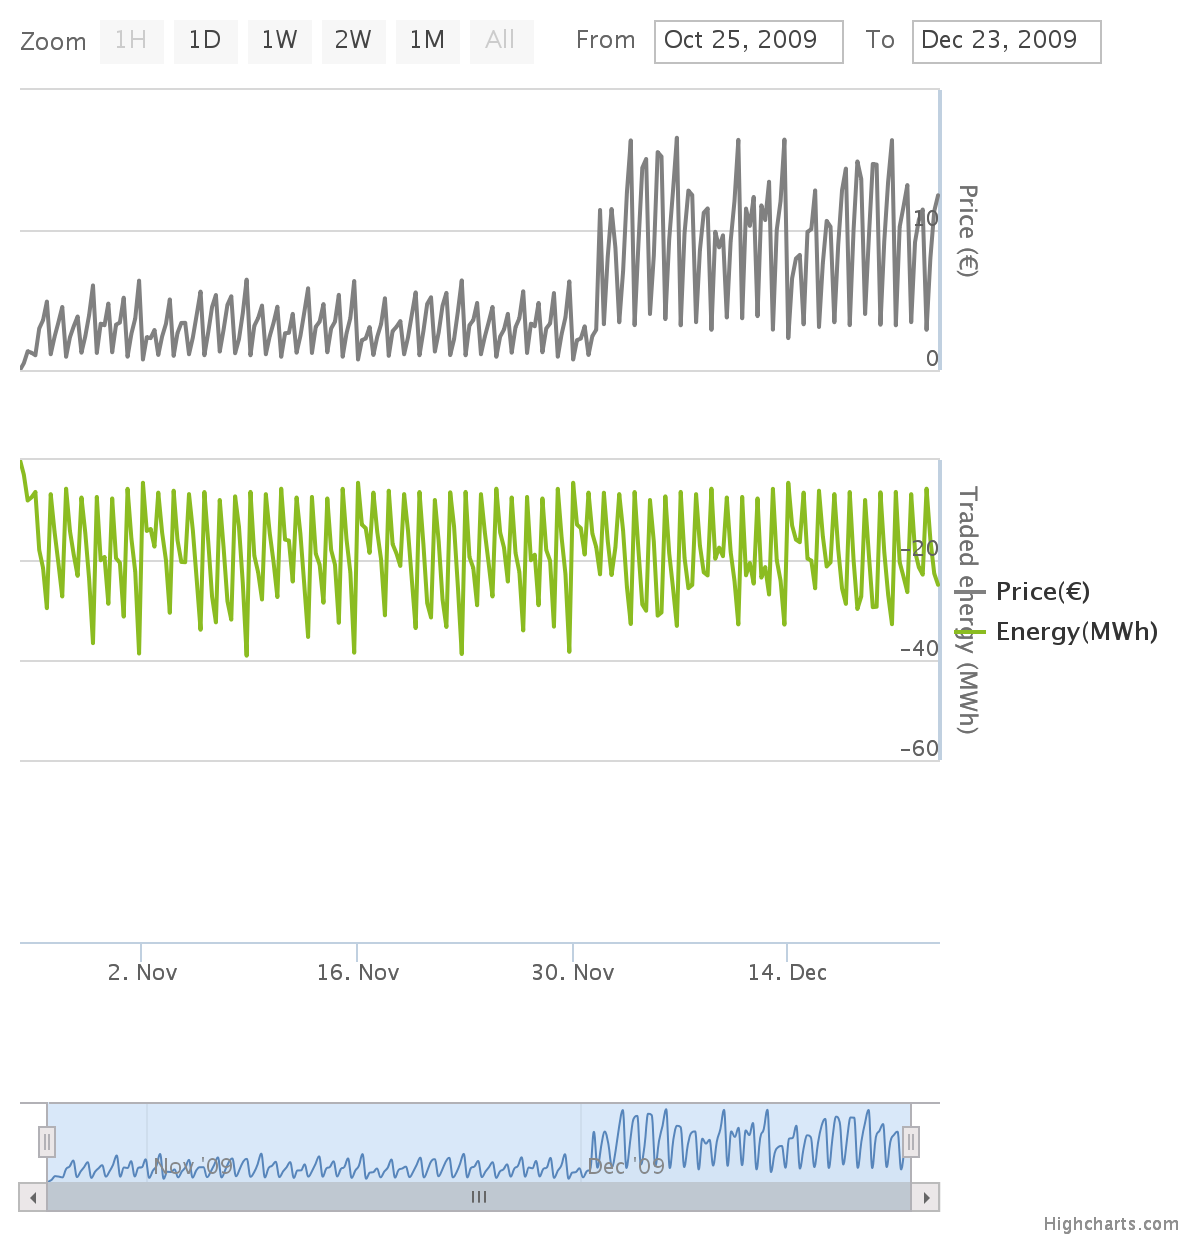 Zoom 1H 1D 1W 2W 1M All From Oct 25, 2009 To Dec 23, 2009
Price (€)
10
0
Traded energy (MWh)
−20
−40
−60
Price(€)
Energy(MWh)
2. Nov 16. Nov 30. Nov 14. Dec
Nov '09 Dec '09
Highcharts.com